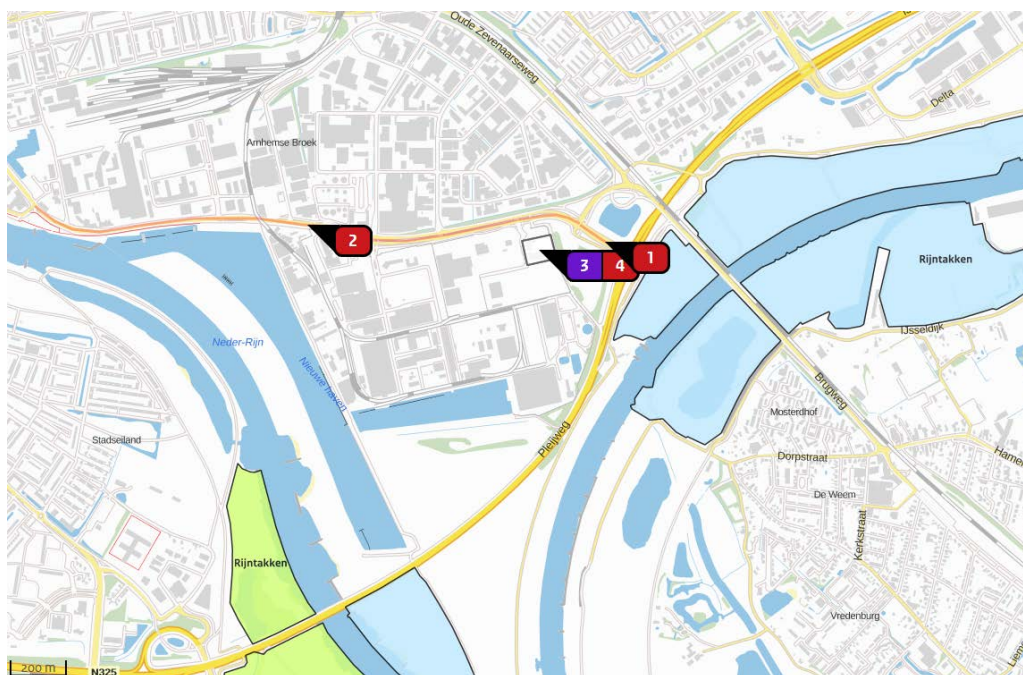 Oude Zevenaarseweg
Delta
Arnhemse Broek
2
3
4
1
Rijntakken
IJsseldijk
Neder-Rijn
Nieuwe haven
Brugweg
Mosterdhof
Stadseiland
Pleijweg
Dorpstraat
De Weem
Kerkstraat
Rijntakken
Vredenburg
200 m
N325